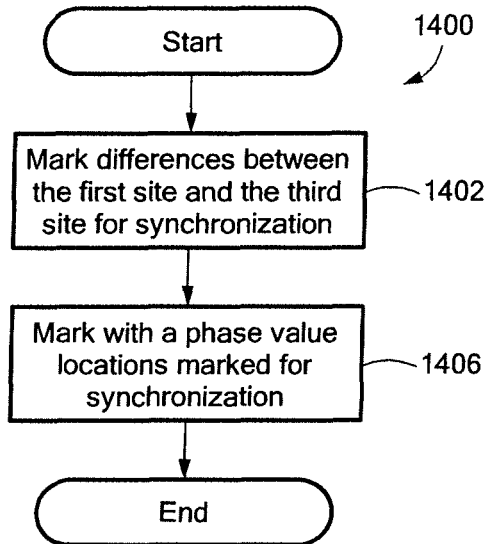 Start
1400
Mark differences between
the first site and the third
site for synchronization
1402
Mark with a phase value
locations marked for
synchronization
1406
End